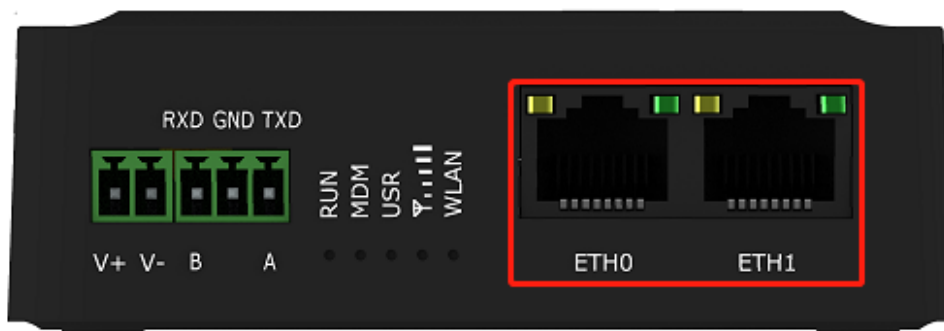 RXD GND TXD
RUN
MDM
USR
WLAN
V+ V- B A
ETH0 ETH1